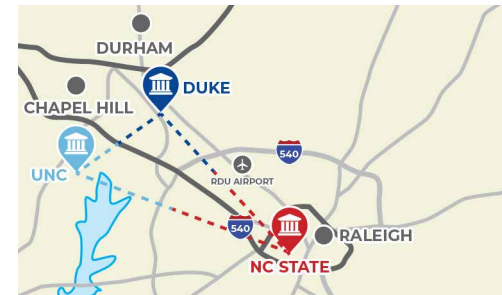 DURHAM
DUKE
CHAPEL HILL
UNC
540
RDU AIRPORT
540
RALEIGH
NC STATE